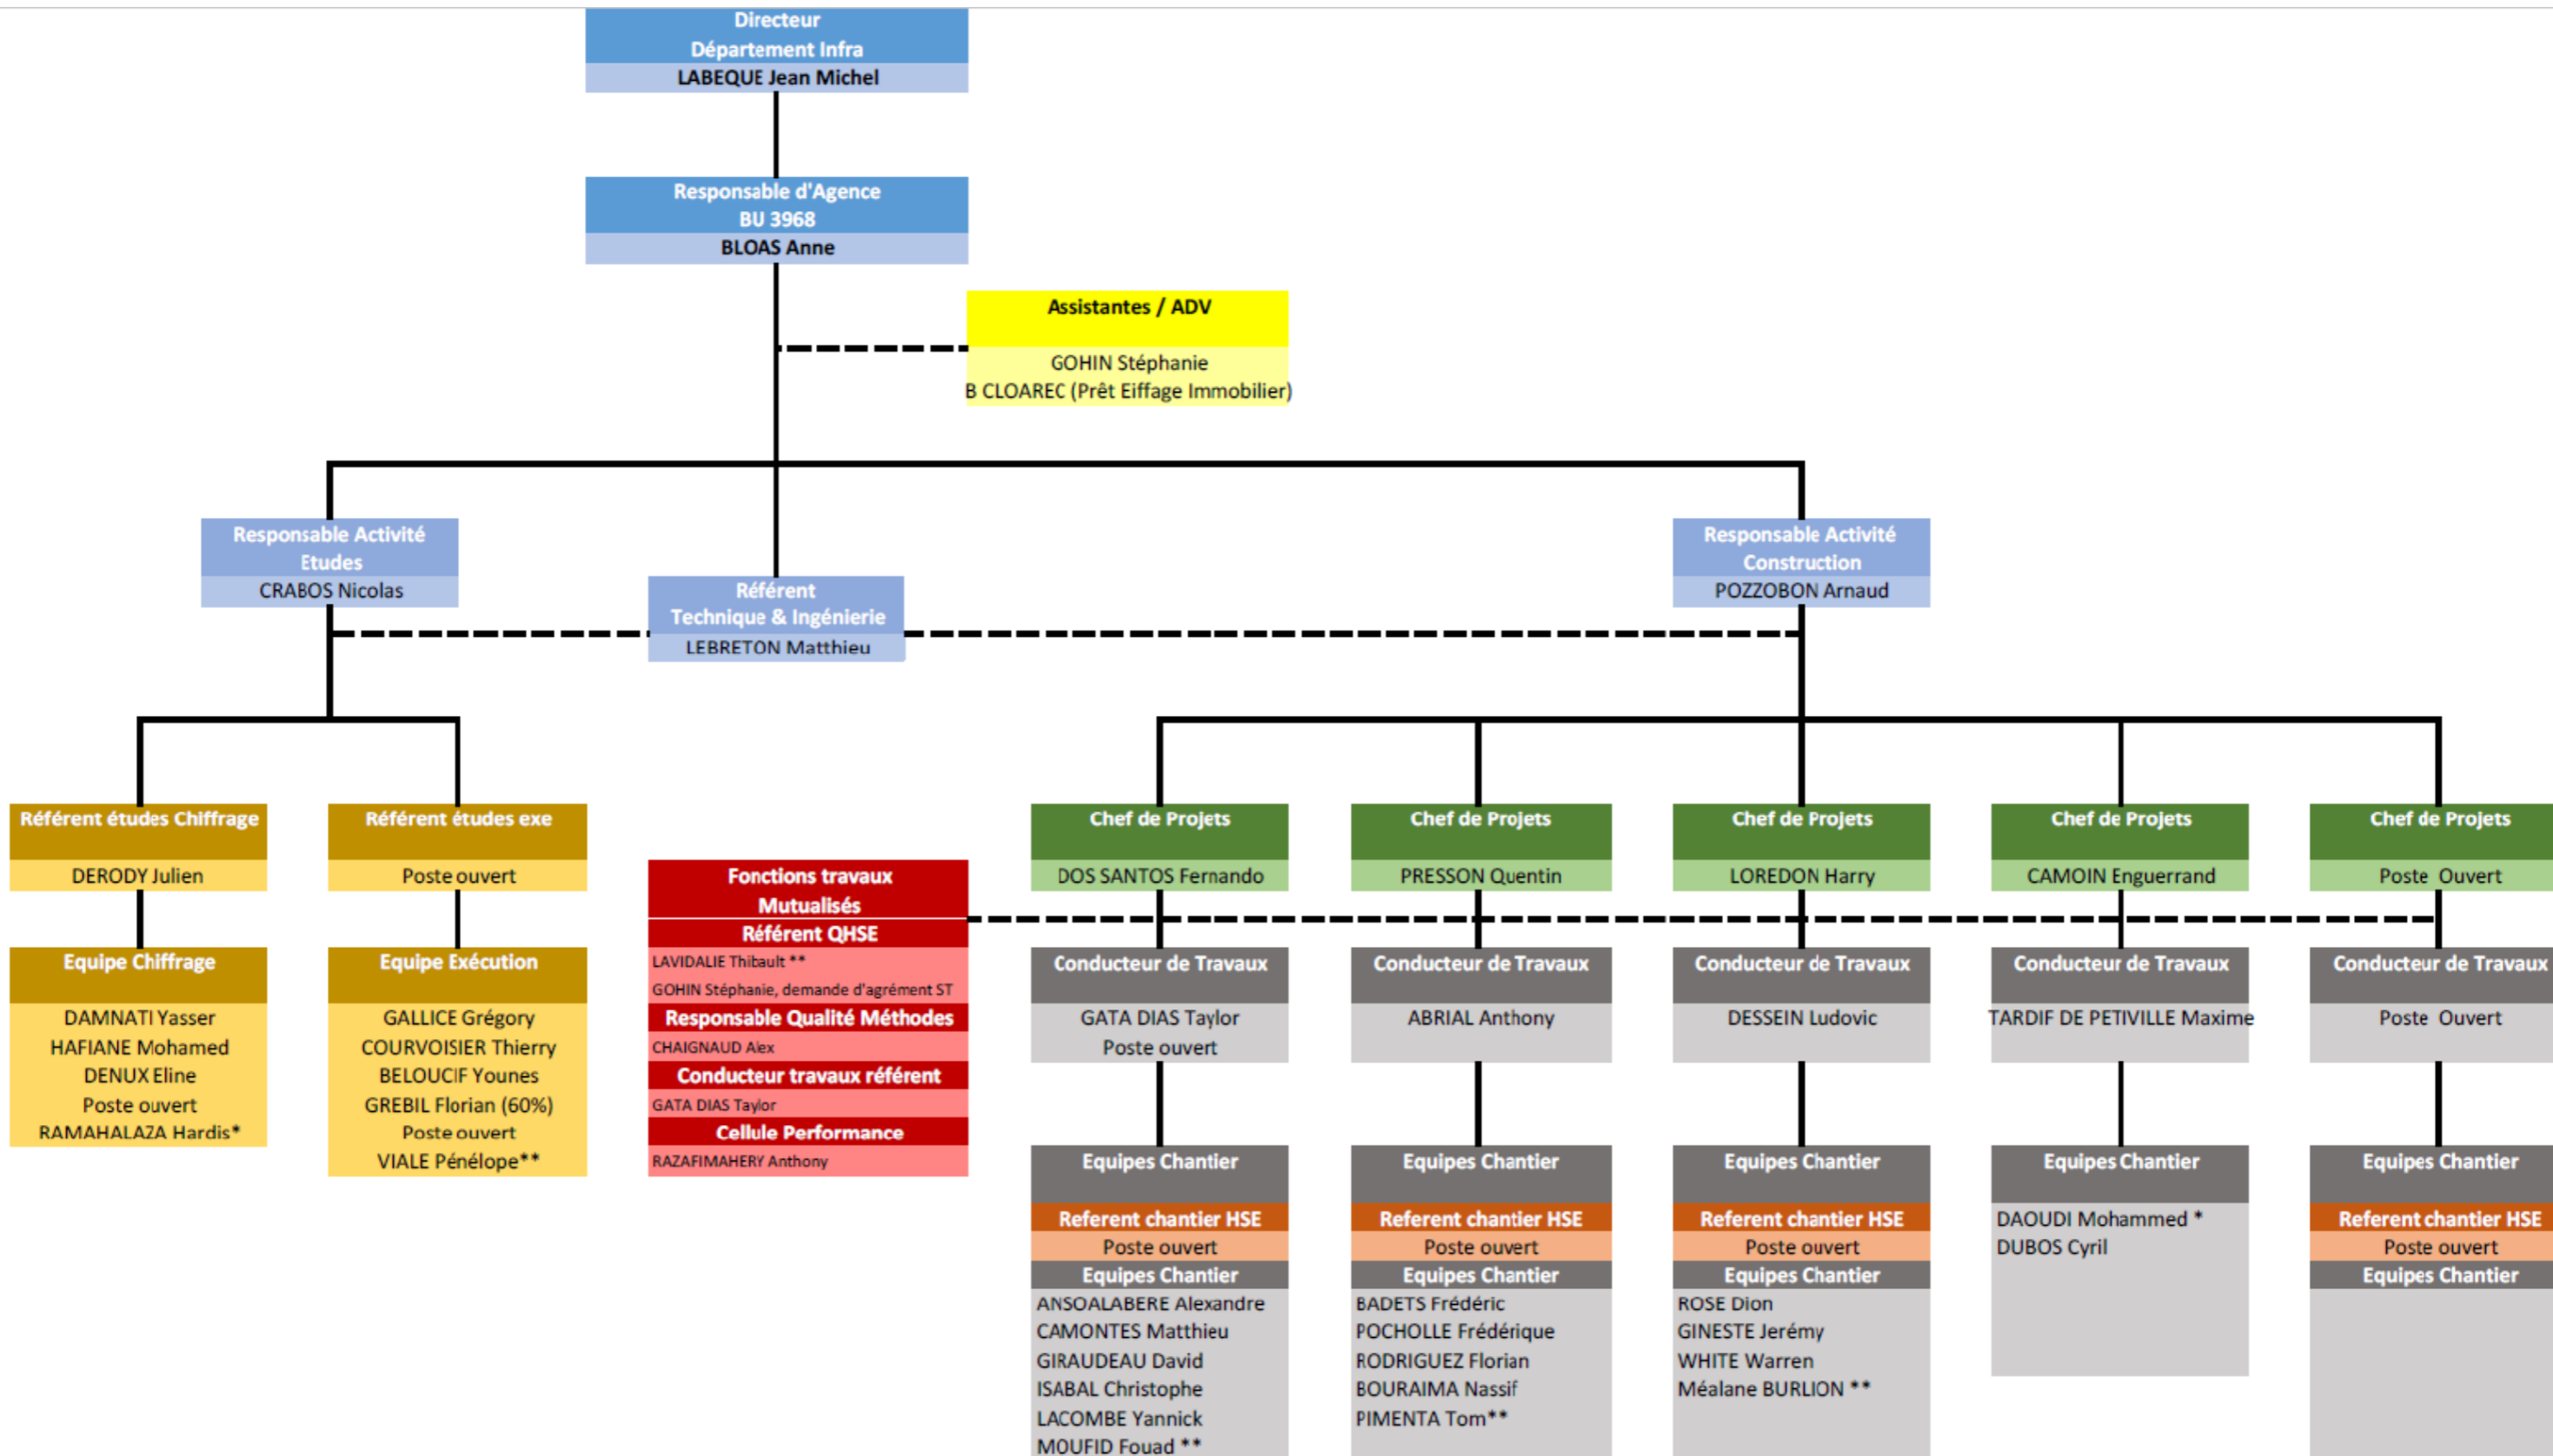 Directeur
Département Infra
LABEQUE Jean Michel
Responsable d'Agence
BU 3968
BLOAS Anne
Assistantes / ADV
GOHIN Stéphanie
B CLOAREC (Prêt Eiffage Immobilier)
Responsable Activité
Etudes
CRABOS Nicolas
Référent
Technique & Ingénierie
LEBRETON Matthieu
Responsable Activité
Construction
POZZOBON Arnaud
Référent études Chiffrage
DERODY Julien
Equipe Chiffrage
DAMNATI Yasser
HAFIANE Mohamed
DENUX Eline
Poste ouvert
RAMAHALAZA Hardis*
Référent études exe
Poste ouvert
Equipe Exécution
GALLICE Grégory
COURVOISIER Thierry
BELOUCIF Younes
GREBIL Florian (60%)
Poste ouvert
VIALE Pénélope**
Fonctions travaux
Mutualisés
Référent QHSE
LAVIDALIE Thibault **
GOHIN Stéphanie, demande d'agrément ST
Responsable Qualité Méthodes
CHAIGNAUD Alex
Conducteur travaux référent
GATA DIAS Taylor
Cellule Performance
RAZAFIMAHERY Anthony
Chef de Projets
DOS SANTOS Fernando
Conducteur de Travaux
GATA DIAS Taylor
Poste ouvert
Equipes Chantier
Referent chantier HSE
Poste ouvert
Equipes Chantier
ANSOALABERE Alexandre
CAMONTES Matthieu
GIRAUDEAU David
ISABAL Christophe
LACOMBE Yannick
MOUFID Fouad **
Chef de Projets
PRESSON Quentin
Conducteur de Travaux
ABRIAL Anthony
Equipes Chantier
Referent chantier HSE
Poste ouvert
Equipes Chantier
BADETS Frédéric
POCHOLLE Frédérique
RODRIGUEZ Florian
BOURAIMA Nassif
PIMENTA Tom**
Chef de Projets
LOREDON Harry
Conducteur de Travaux
DESSEIN Ludovic
Equipes Chantier
Referent chantier HSE
Poste ouvert
Equipes Chantier
ROSE Dion
GINESTE Jerémy
WHITE Warren
Méalane BURLION **
Chef de Projets
CAMOIN Enguerrand
Conducteur de Travaux
TARDIF DE PETIVILLE Maxime
Equipes Chantier
DAOUDI Mohammed *
DUBOS Cyril
Chef de Projets
Poste Ouvert
Conducteur de Travaux
Poste Ouvert
Equipes Chantier
Referent chantier HSE
Poste ouvert
Equipes Chantier